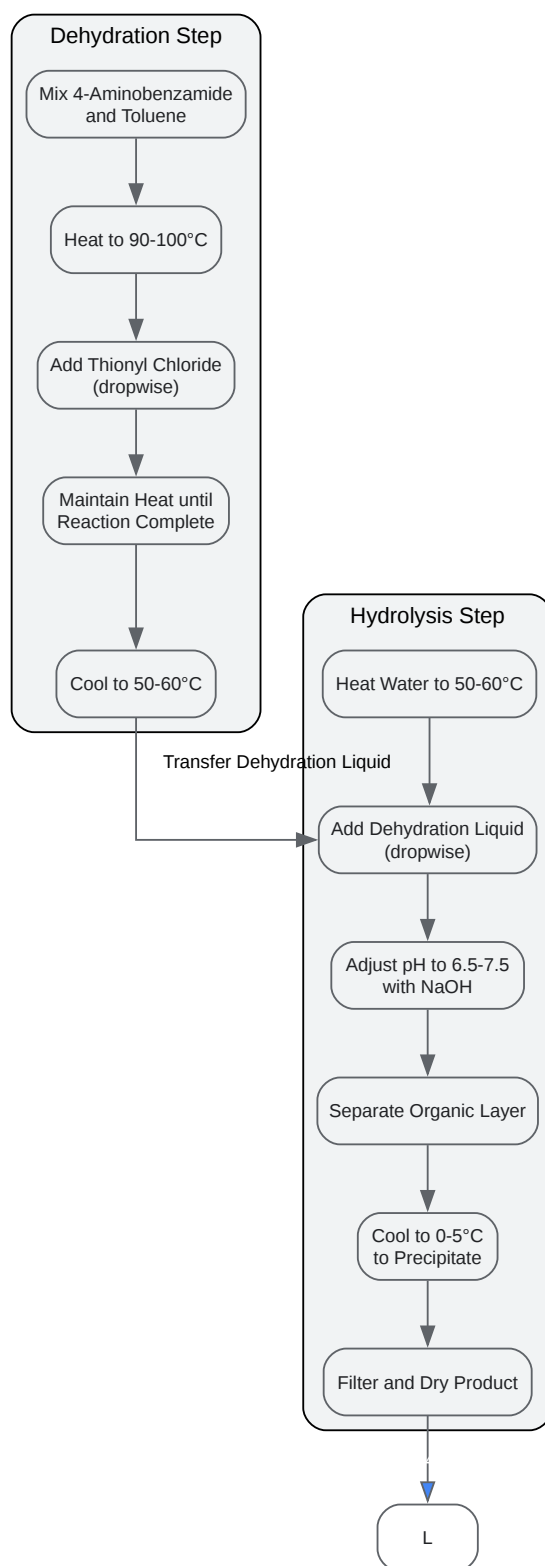 Dehydration Step
Mix 4-Aminobenzamide
and Toluene
Heat to 90-100°C
Add Thionyl Chloride
(dropwise)
Maintain Heat until
Reaction Complete
Cool to 50-60°C
Transfer Dehydration Liquid
Hydrolysis Step
Heat Water to 50-60°C
Add Dehydration Liquid
(dropwise)
Adjust pH to 6.5-7.5
with NaOH
Separate Organic Layer
Cool to 0-5°C
to Precipitate
Filter and Dry Product
L